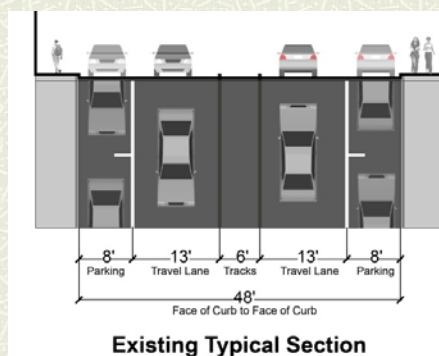 8' 13' 6' 13' 8'
Parking Travel Lane Tracks Travel Lane Parking
48'
Face of Curb to Face of Curb
Existing Typical Section